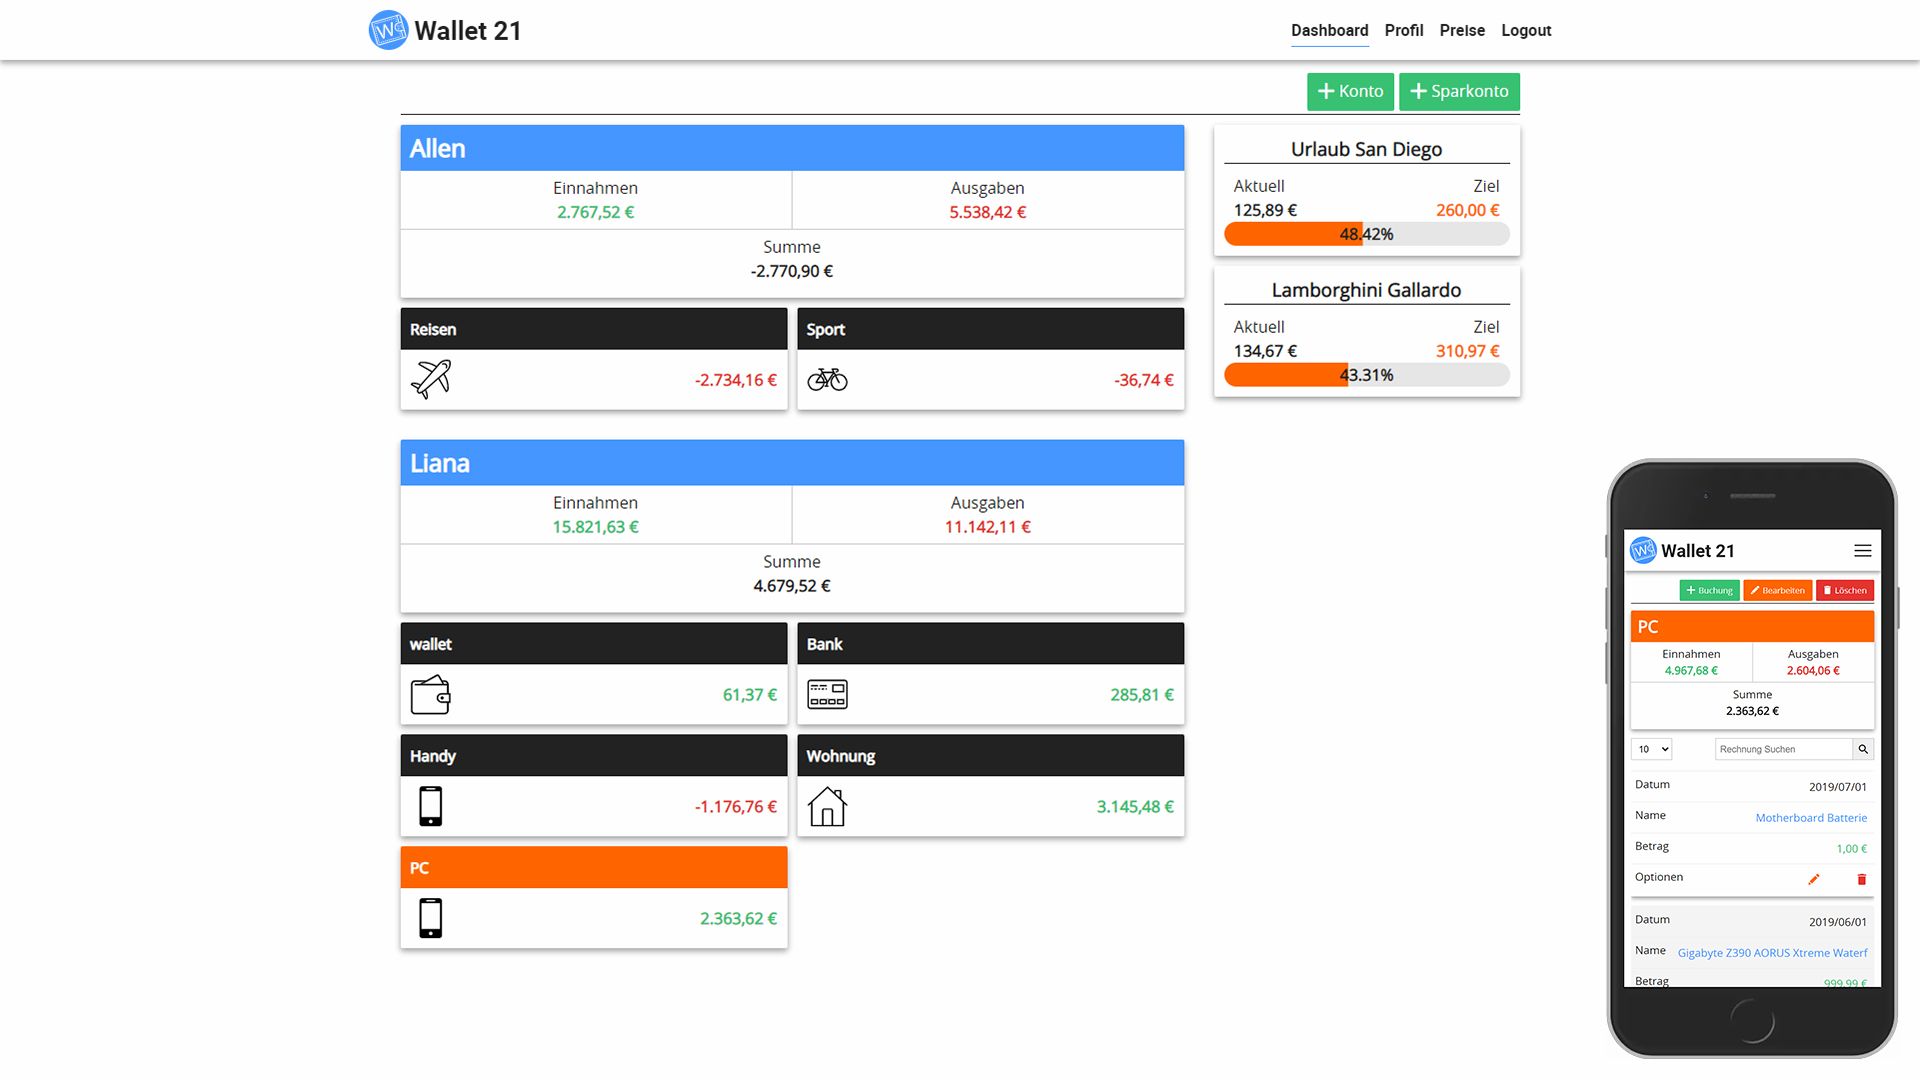 Wallet 21
Dashboard Profil Preise Logout
Konto Sparkonto
Allen
Einnahmen Ausgaben
2.767,52 € 5.538,42 €
Summe
-2.770,90 €
Reisen Sport
-2.734,16 € -36,74 €
Urlaub San Diego
Aktuell Ziel
125,89 € 260,00 €
48.42%
Lamborghini Gallardo
Aktuell Ziel
134,67 € 310,97 €
43.31%
Liana
Einnahmen Ausgaben
15.821,63 € 11.142,11 €
Summe
4.679,52 €
wallet Bank
61,37 € 285,81 €
Handy Wohnung
-1.176,76 € 3.145,48 €
PC
2.363,62 €
Wallet 21
Buchung Bearbeiten Löschen
PC
Einnahmen Ausgaben
4.967,68 € 2.604,06 €
Summe
2.363,62 €
10 Rechnung Suchen
Datum 2019/07/01
Name Motherboard Batterie
Betrag 1,00 €
Optionen
Datum 2019/06/01
Name Gigabyte Z390 AORUS Xtreme Waterf
Betrag 999,99 €